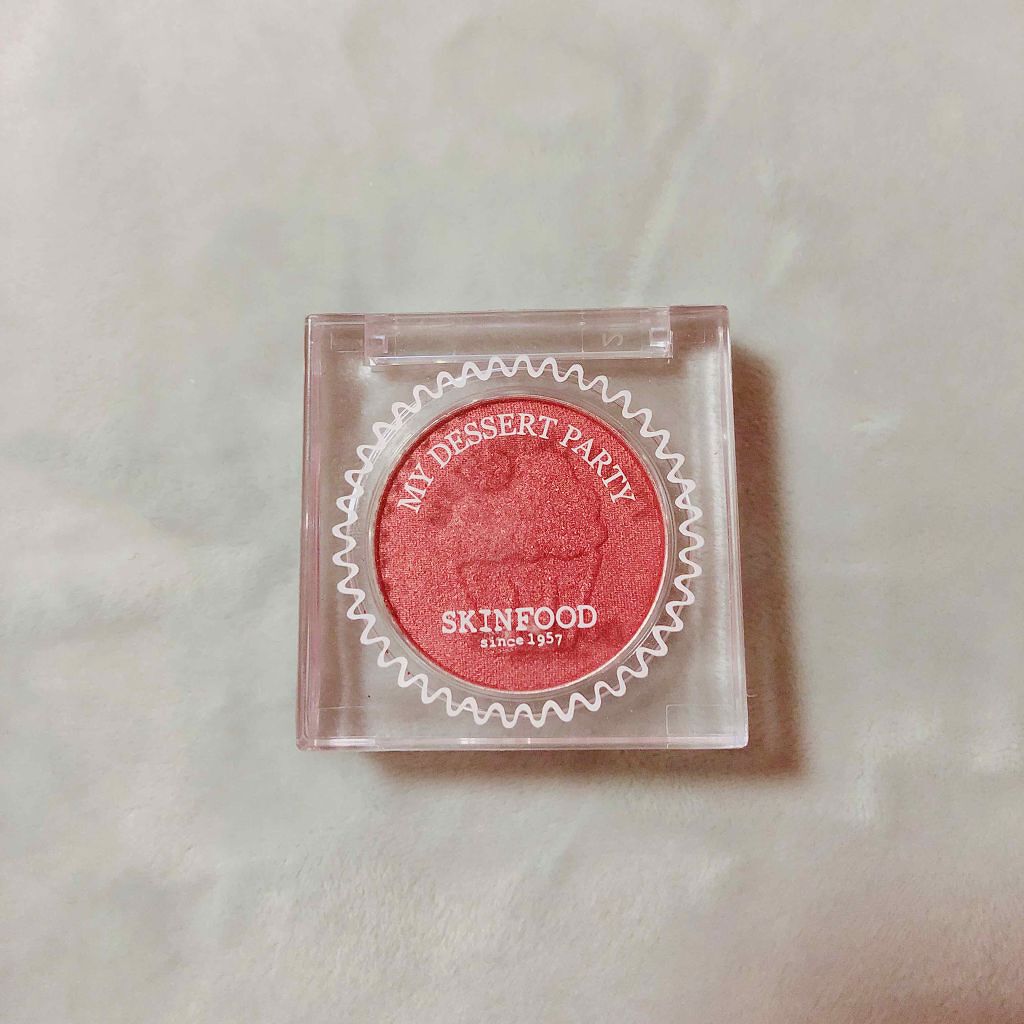 MY DESSERT PARTY
SKINFOOD
since 1957